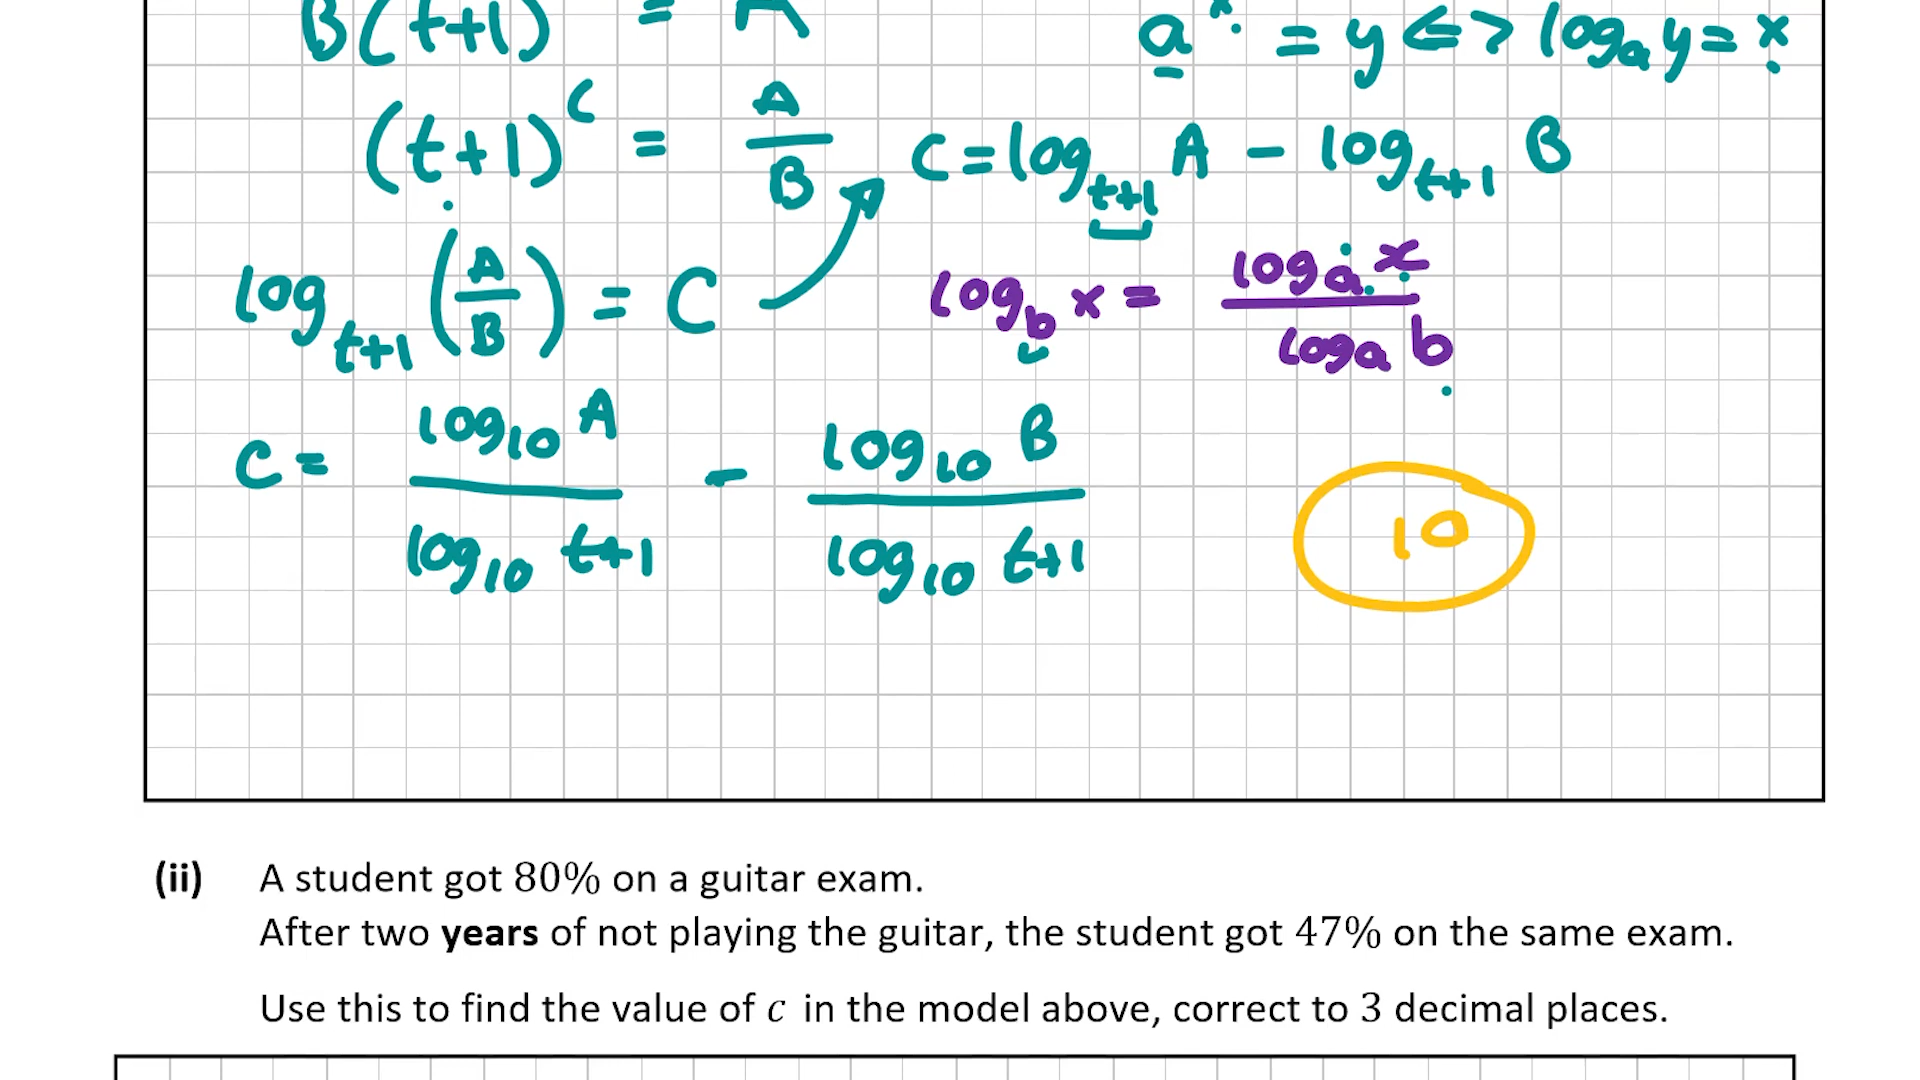 B(t+1) = A
a^x = y <=> log_a y = x
(t+1)^c = A/B
C = log_{t+1} A - log_{t+1} B
log_{t+1} (A/B) = C
log_b x = log_a x / log_a b
C = log_10 A / log_10 t+1 - log_10 B / log_10 t+1
10
(ii) A student got 80% on a guitar exam.
After two years of not playing the guitar, the student got 47% on the same exam.
Use this to find the value of c in the model above, correct to 3 decimal places.